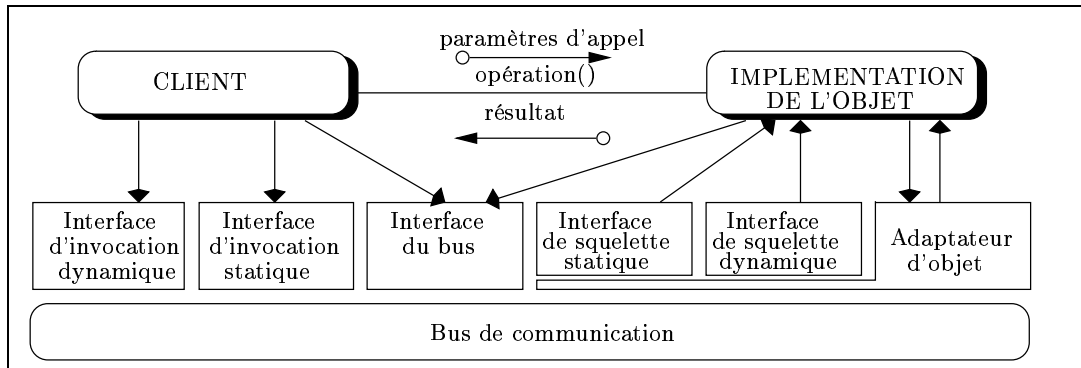 paramètres d'appel
CLIENT
opération()
IMPLEMENTATION
DE L'OBJET
résultat
Interface
d'invocation
dynamique
Interface
d'invocation
statique
Interface
du bus
Interface
de squelette
statique
Interface
de squelette
dynamique
Adaptateur
d'objet
Bus de communication